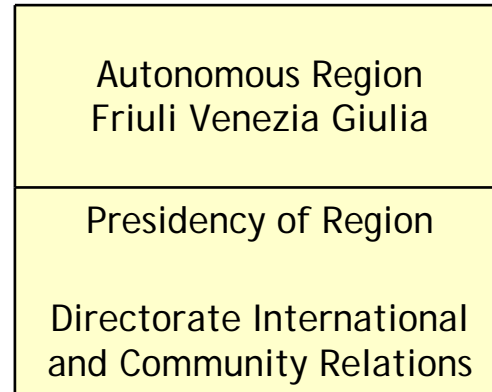 Autonomous Region
Friuli Venezia Giulia
Presidency of Region
Directorate International
and Community Relations